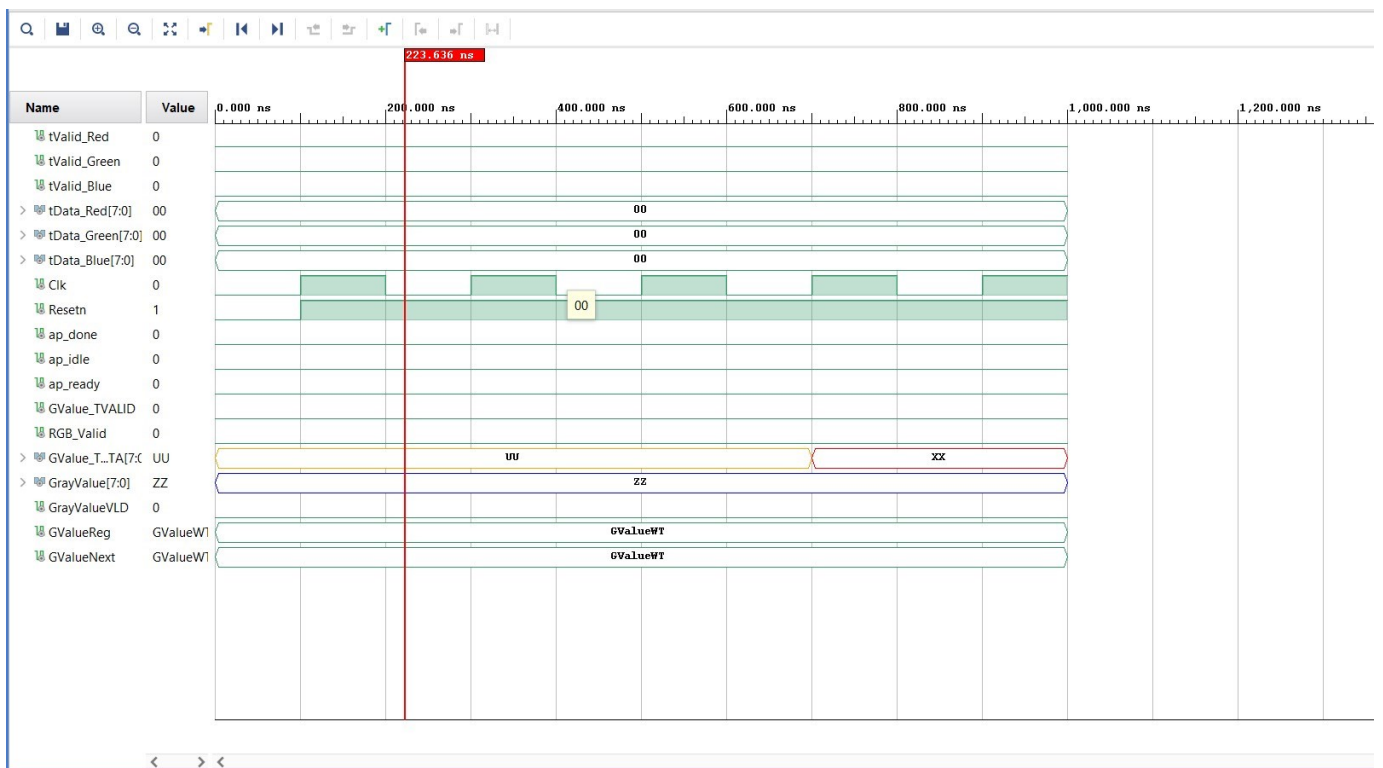 223.636 ns
Name Value 0.000 ns 200.000 ns 400.000 ns 600.000 ns 800.000 ns 1,000.000 ns 1,200.000 ns
tValid_Red 0
tValid_Green 0
tValid_Blue 0
tData_Red[7:0] 00 00
tData_Green[7:0] 00 00
tData_Blue[7:0] 00 00
Clk 0
Resetn 1 00
ap_done 0
ap_idle 0
ap_ready 0
GValue_TVALID 0
RGB_Valid 0
GValue_T...TA[7:0 UU UU XX
GrayValue[7:0] ZZ ZZ
GrayValueVLD 0
GValueReg GValueWT GValueWT
GValueNext GValueWT GValueWT